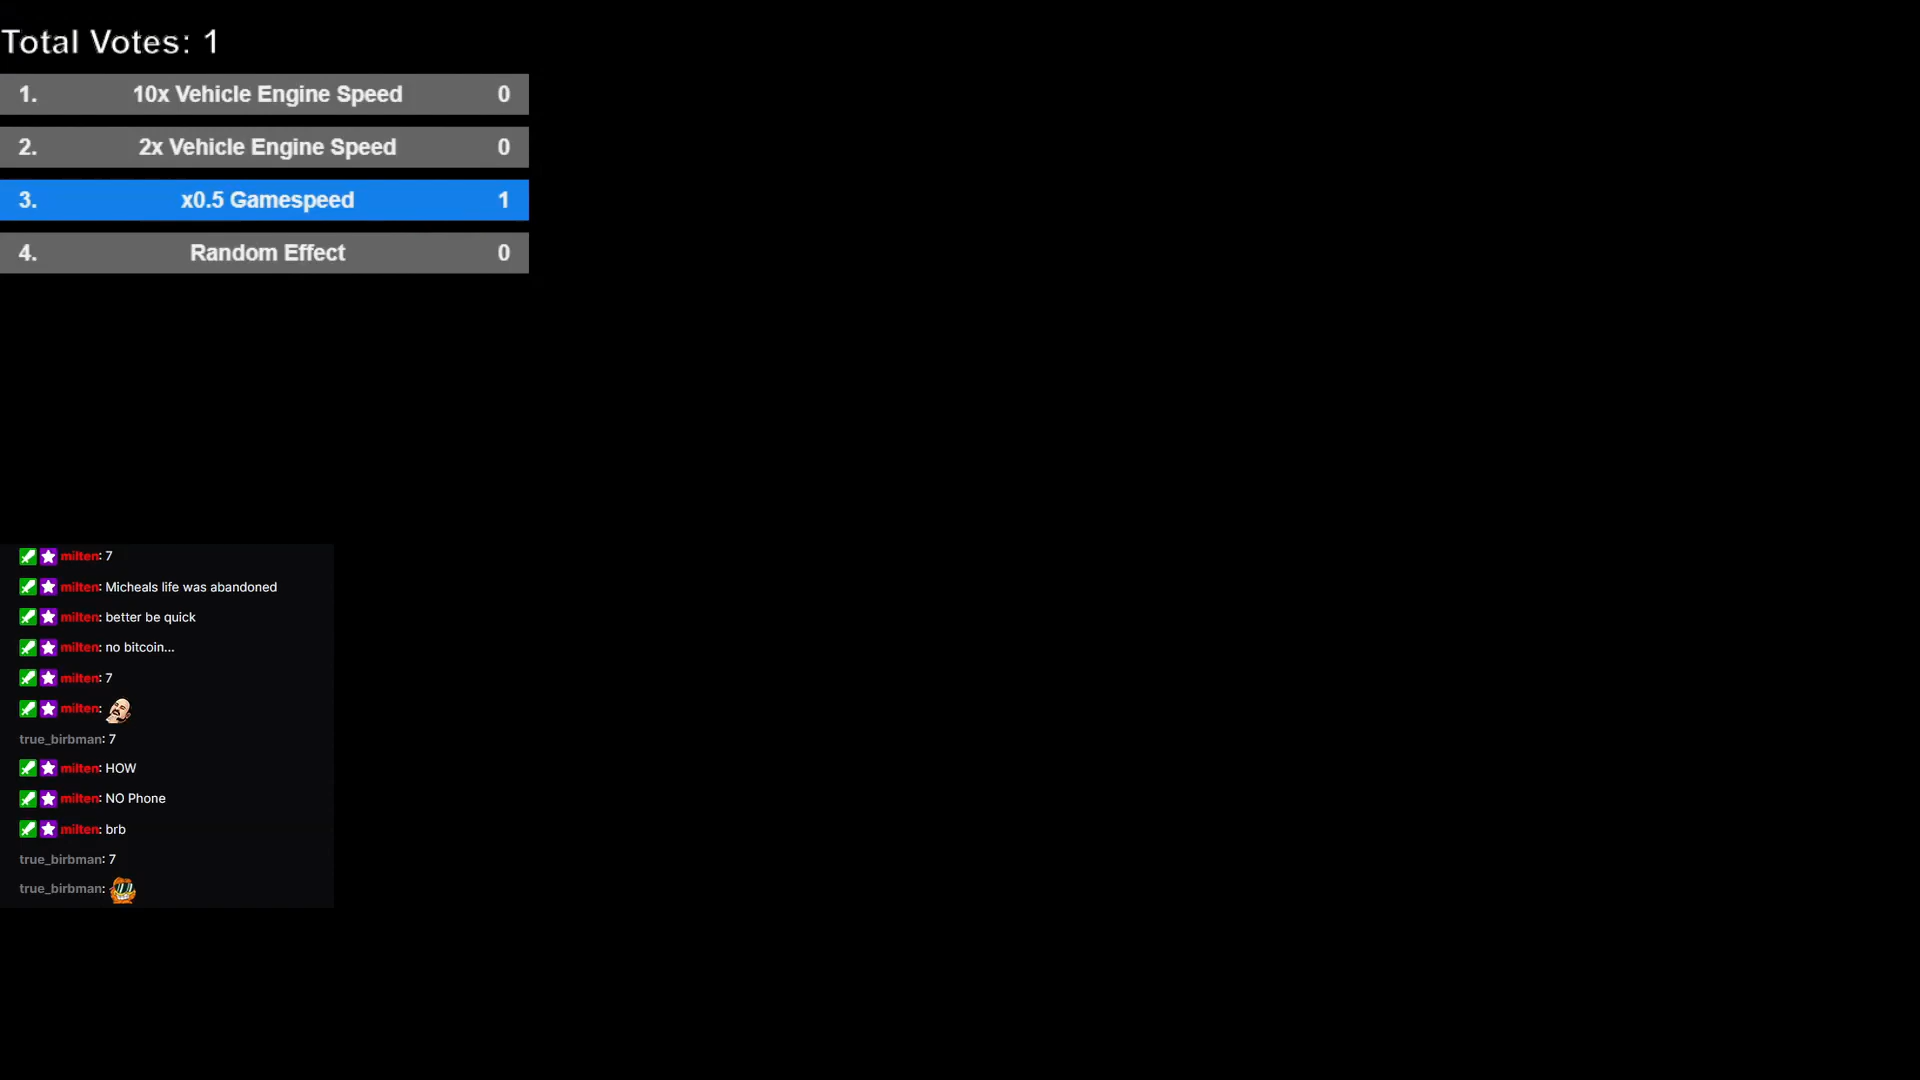 Total Votes: 1
1. 10x Vehicle Engine Speed 0
2. 2x Vehicle Engine Speed 0
3. x0.5 Gamespeed 1
4. Random Effect 0
milten: 7
milten: Micheals life was abandoned
milten: better be quick
milten: no bitcoin...
milten: 7
milten:
true_birbman: 7
milten: HOW
milten: NO Phone
milten: brb
true_birbman: 7
true_birbman: